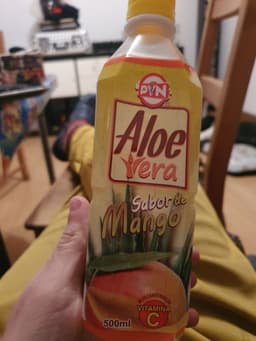 PVN
Aloe
vera
Sabor de
Mango
VITAMINA
C
500ml